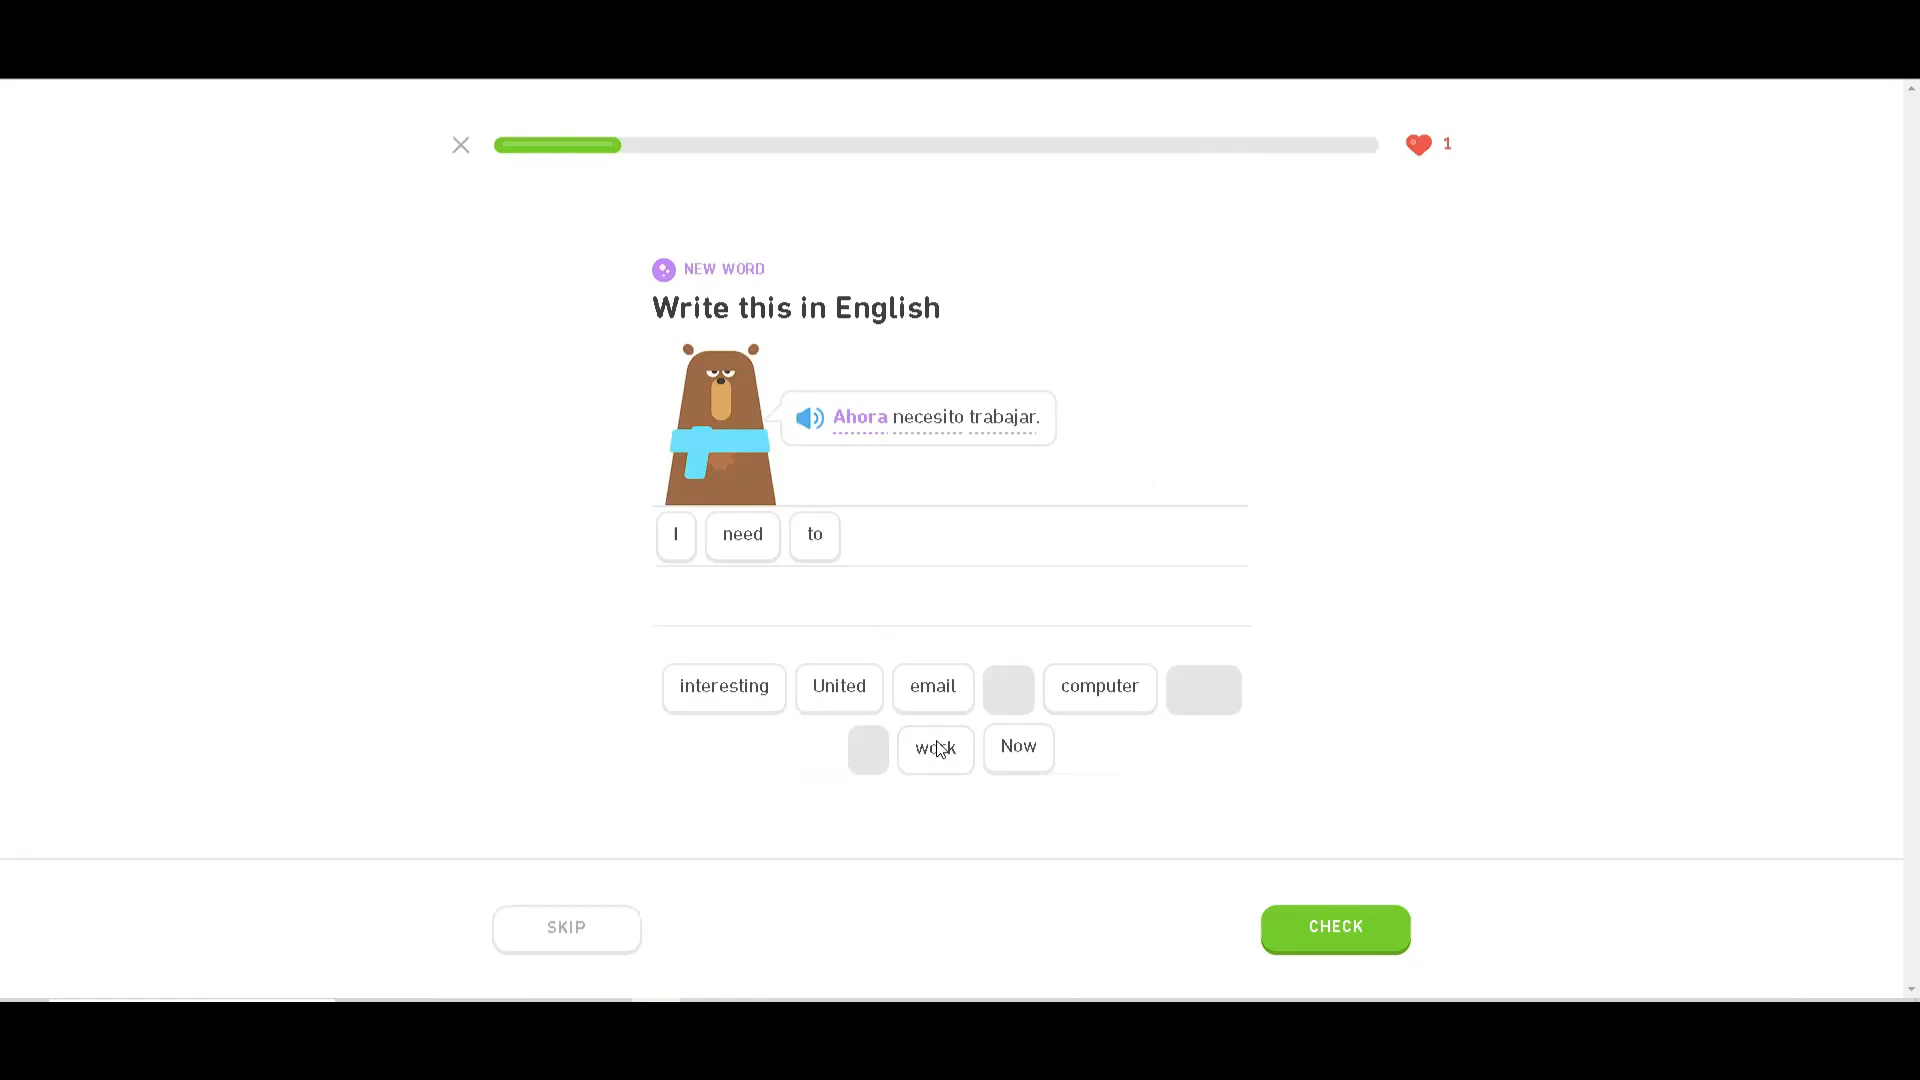 1
NEW WORD
Write this in English
Ahora necesito trabajar.
I need to
interesting United email computer
work Now
SKIP CHECK